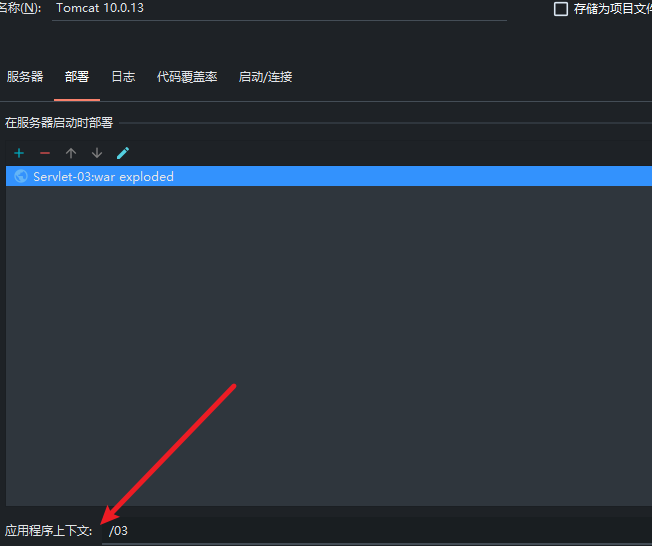 名称(N): Tomcat 10.0.13 存储为项目文件
服务器 部署 日志 代码覆盖率 启动/连接
在服务器启动时部署
Servlet-03:war exploded
应用程序上下文: /03